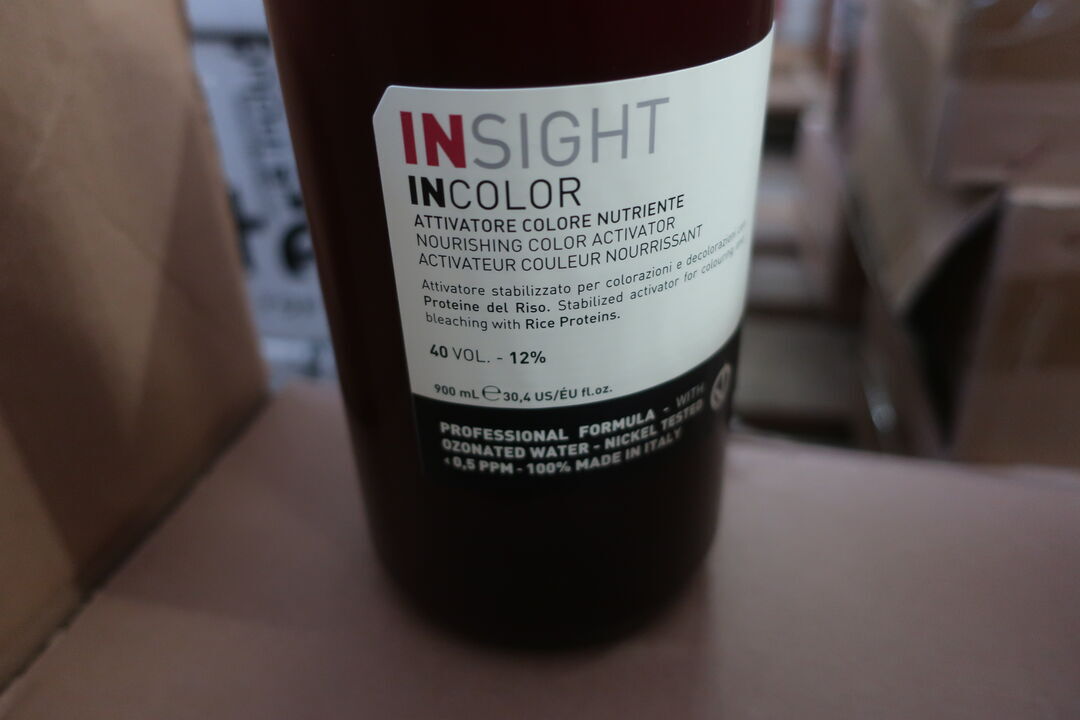 INSIGHT
INCOLOR
ATTIVATORE COLORE NUTRIENTE
NOURISHING COLOR ACTIVATOR
ACTIVATEUR COULEUR NOURRISSANT
Attivatore stabilizzato per colorazioni e decolorazioni
Proteine del Riso. Stabilized activator for colouring
bleaching with Rice Proteins.
40 VOL. - 12%
900 mL ℮ 30,4 US/ÉU fl.oz.
PROFESSIONAL FORMULA - WITH
OZONATED WATER - NICKEL TESTED
<0,5 PPM - 100% MADE IN ITALY